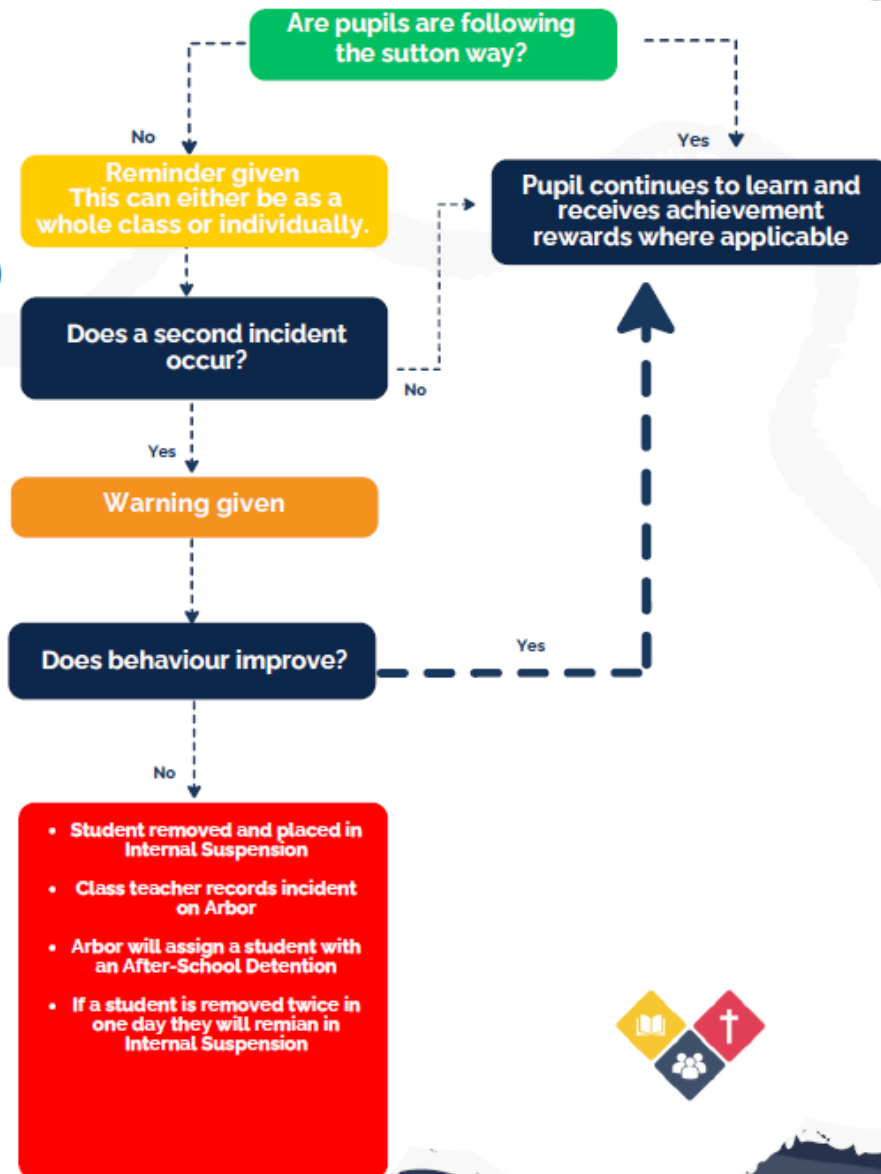 Are pupils are following
the sutton way?
No
Yes
Reminder given
This can either be as a
whole class or individually.
Pupil continues to learn and
receives achievement
rewards where applicable
Does a second incident
occur?
No
Yes
Warning given
Does behaviour improve?
Yes
No
• Student removed and placed in
Internal Suspension
• Class teacher records incident
on Arbor
• Arbor will assign a student with
an After-School Detention
• If a student is removed twice in
one day they will remian in
Internal Suspension